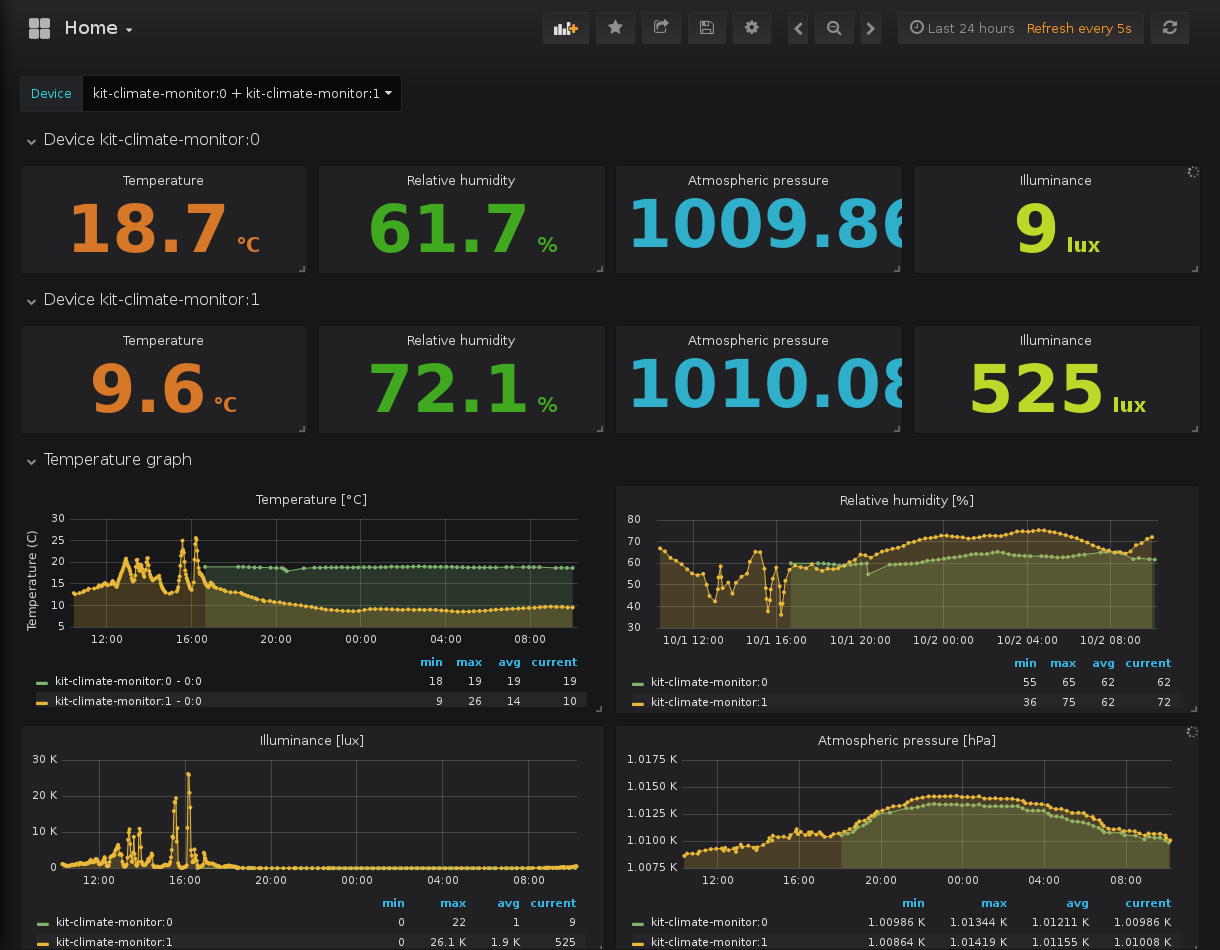 Home
Last 24 hours Refresh every 5s
Device kit-climate-monitor:0 + kit-climate-monitor:1
Device kit-climate-monitor:0
Temperature Relative humidity Atmospheric pressure Illuminance
18.7 °C 61.7 % 1009.86 9 lux
Device kit-climate-monitor:1
Temperature Relative humidity Atmospheric pressure Illuminance
9.6 °C 72.1 % 1010.08 525 lux
Temperature graph
Temperature [°C]
Temperature (C)
30
25
20
15
10
5
12:00 16:00 20:00 00:00 04:00 08:00
min max avg current
kit-climate-monitor:0 - 0:0 18 19 19 19
kit-climate-monitor:1 - 0:0 9 26 14 10
Relative humidity [%]
80
70
60
50
40
30
10/1 12:00 10/1 16:00 10/1 20:00 10/2 00:00 10/2 04:00 10/2 08:00
min max avg current
kit-climate-monitor:0 55 65 62 62
kit-climate-monitor:1 36 75 62 72
Illuminance [lux]
30 K
20 K
10 K
0
12:00 16:00 20:00 00:00 04:00 08:00
min max avg current
kit-climate-monitor:0 0 22 1 9
kit-climate-monitor:1 0 26.1 K 1.9 K 525
Atmospheric pressure [hPa]
1.0175 K
1.0150 K
1.0125 K
1.0100 K
1.0075 K
12:00 16:00 20:00 00:00 04:00 08:00
min max avg current
kit-climate-monitor:0 1.00986 K 1.01344 K 1.01211 K 1.00986 K
kit-climate-monitor:1 1.00864 K 1.01419 K 1.01155 K 1.01008 K